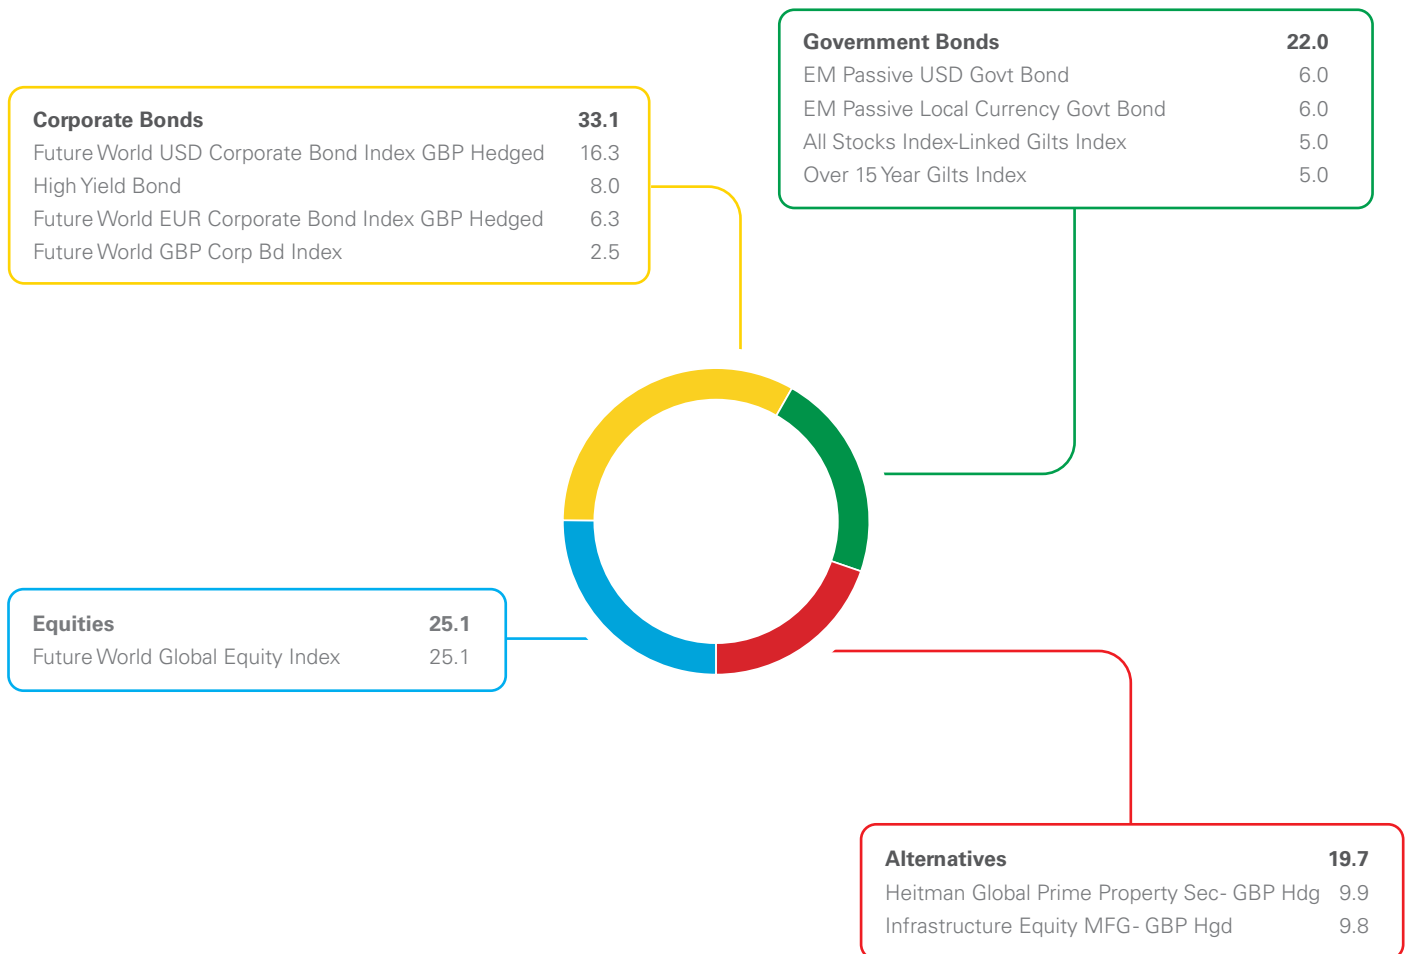 Government Bonds 22.0
EM Passive USD Govt Bond 6.0
EM Passive Local Currency Govt Bond 6.0
All Stocks Index-Linked Gilts Index 5.0
Over 15 Year Gilts Index 5.0
Corporate Bonds 33.1
Future World USD Corporate Bond Index GBP Hedged 16.3
High Yield Bond 8.0
Future World EUR Corporate Bond Index GBP Hedged 6.3
Future World GBP Corp Bd Index 2.5
Equities 25.1
Future World Global Equity Index 25.1
Alternatives 19.7
Heitman Global Prime Property Sec- GBP Hdg 9.9
Infrastructure Equity MFG- GBP Hgd 9.8